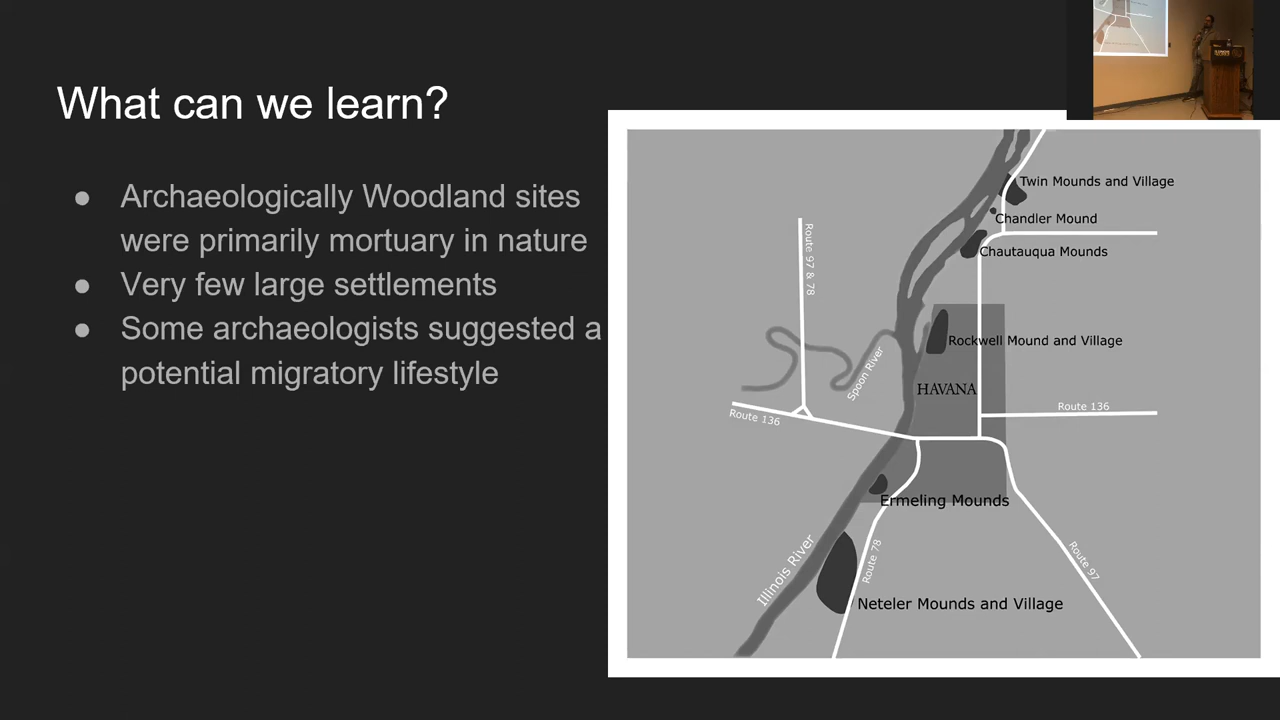 What can we learn?
● Archaeologically Woodland sites
were primarily mortuary in nature
● Very few large settlements
● Some archaeologists suggested a
potential migratory lifestyle
Twin Mounds and Village
Chandler Mound
Chautauqua Mounds
Route 97 & 78
Rockwell Mound and Village
Spoon River
HAVANA
Route 136
Route 136
Ermeling Mounds
Illinois River
Route 78
Route 97
Neteler Mounds and Village